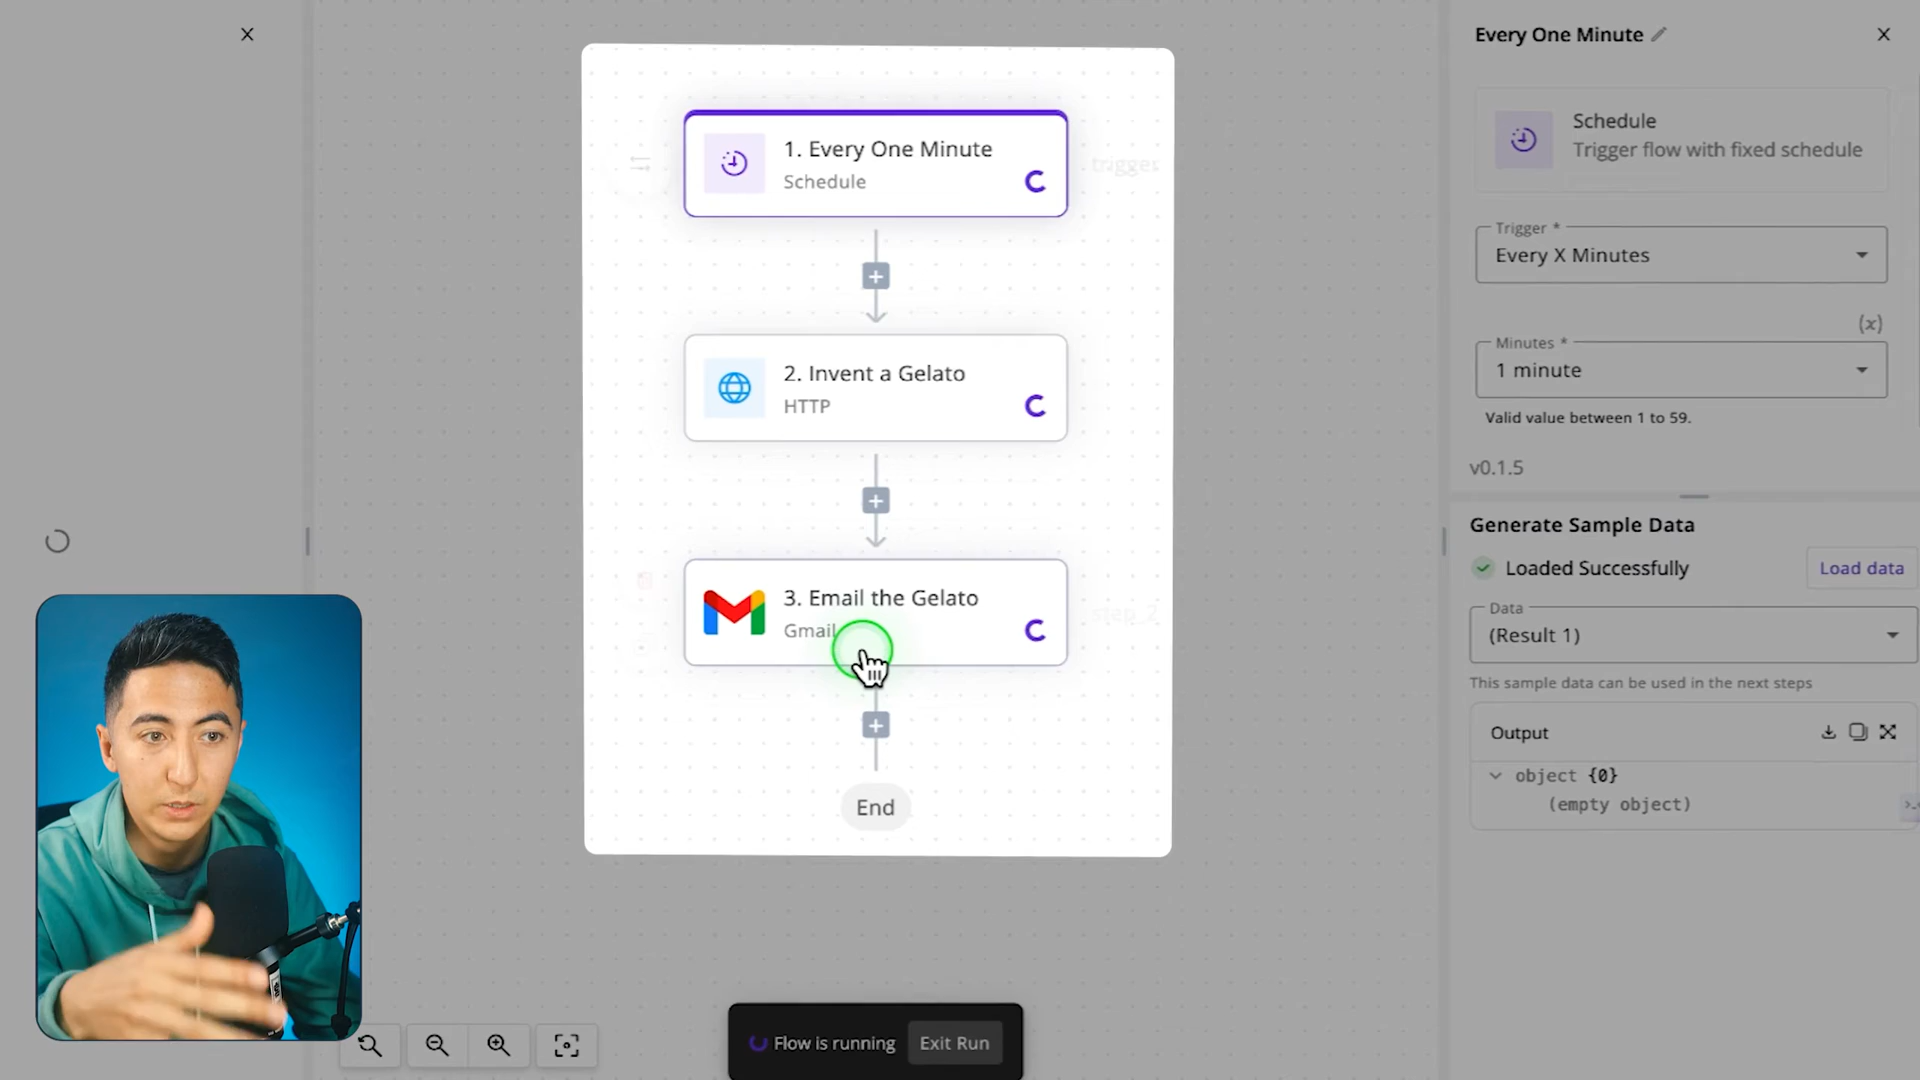 1. Every One Minute
Schedule
trigger
2. Invent a Gelato
HTTP
3. Email the Gelato
Gmail
step_2
End
Flow is running
Exit Run
Every One Minute
Schedule
Trigger flow with fixed schedule
Trigger *
Every X Minutes
(x)
Minutes *
1 minute
Valid value between 1 to 59.
v0.1.5
Generate Sample Data
Loaded Successfully
Load data
Data
(Result 1)
This sample data can be used in the next steps
Output
object {0}
(empty object)